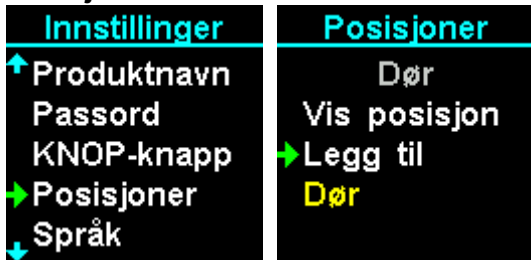 Innstillinger
Produktnavn
Passord
KNOP-knapp
Posisjoner
Språk
Posisjoner
Dør
Vis posisjon
Legg til
Dør